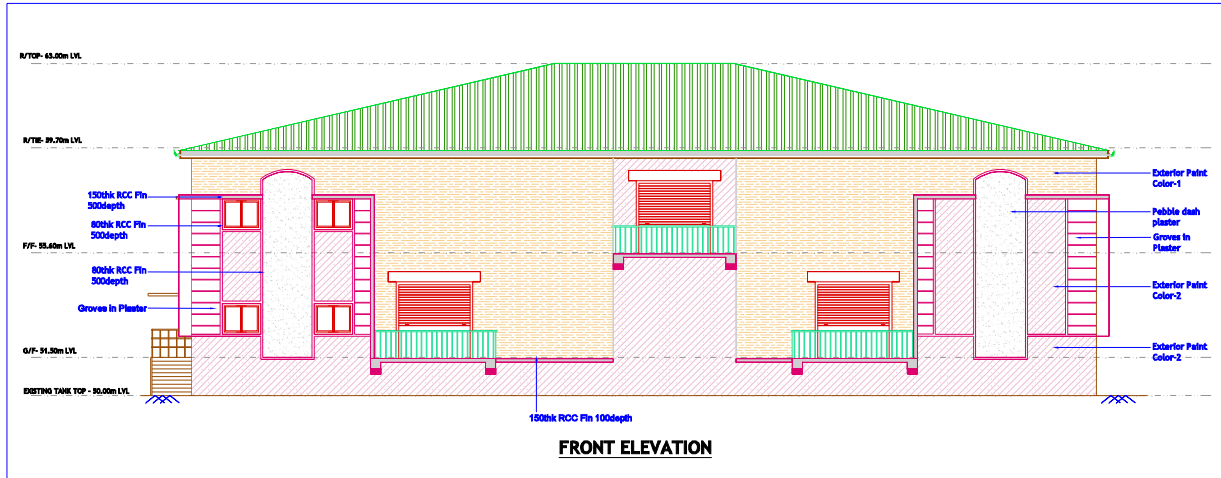 R/TOP- 63.00m LVL
R/TIE- 59.70m LVL
150thk RCC Fin
500depth
80thk RCC Fin
500depth
F/F- 55.60m LVL
80thk RCC Fin
500depth
Groves in Plaster
G/F- 51.50m LVL
EXISTING TANK TOP - 50.00m LVL
Exterior Paint
Color-1
Pebble dash
plaster
Groves in
Plaster
Exterior Paint
Color-2
Exterior Paint
Color-2
150thk RCC Fin 100depth
FRONT ELEVATION